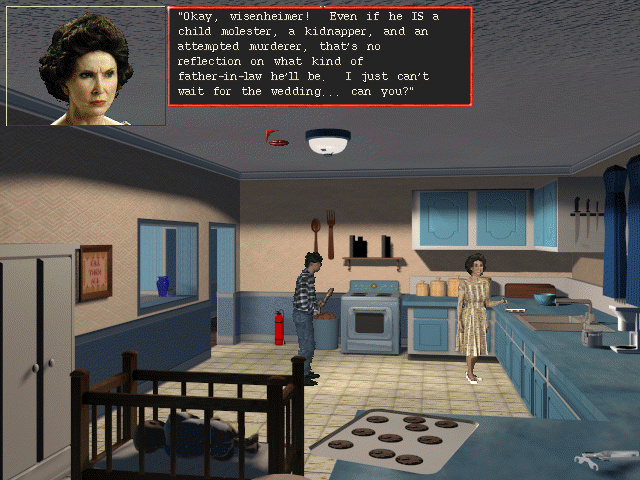 "Okay, wisenheimer!  Even if he IS a
child molester, a kidnapper, and an
attempted murderer, that's no
reflection on what kind of
father-in-law he'll be.  I just can't
wait for the wedding... can you?"